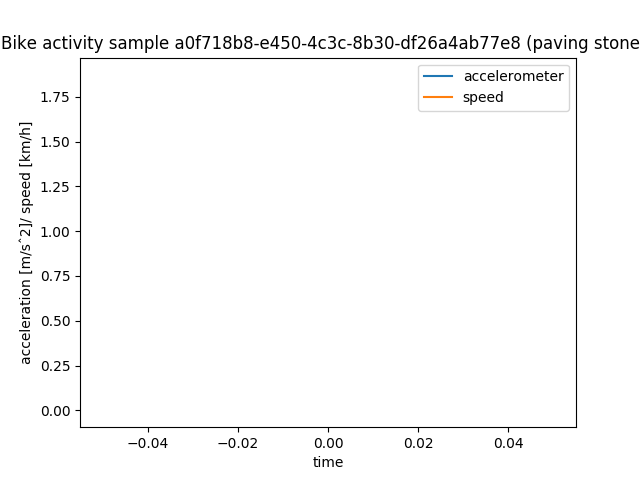 Bike activity sample a0f718b8-e450-4c3c-8b30-df26a4ab77e8 (paving stone
accelerometer
speed
acceleration [m/sˆ2]/ speed [km/h]
1.75
1.50
1.25
1.00
0.75
0.50
0.25
0.00
−0.04 −0.02 0.00 0.02 0.04
time